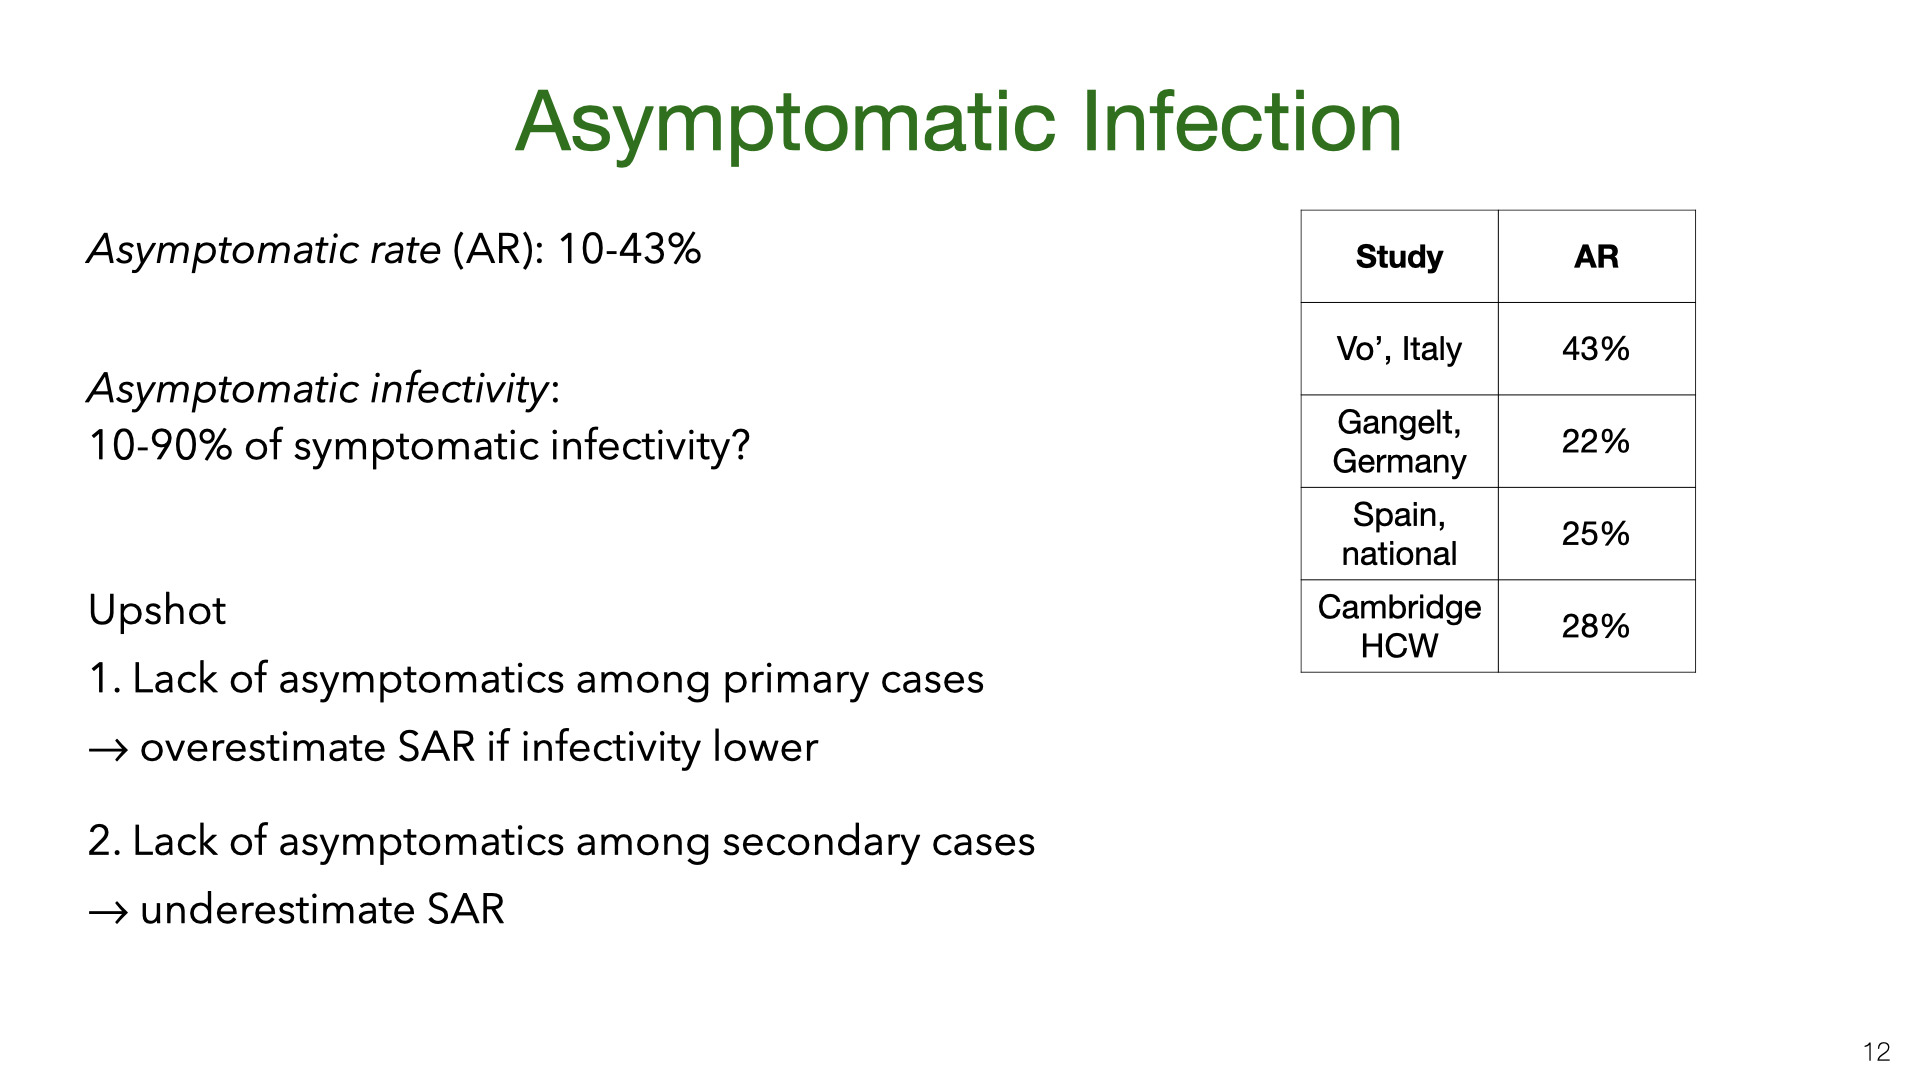 Asymptomatic Infection
Asymptomatic rate (AR): 10-43%
Asymptomatic infectivity:
10-90% of symptomatic infectivity?
Upshot
1. Lack of asymptomatics among primary cases
→ overestimate SAR if infectivity lower
2. Lack of asymptomatics among secondary cases
→ underestimate SAR
Study AR
Vo’, Italy 43%
Gangelt,
Germany 22%
Spain,
national 25%
Cambridge
HCW 28%
12